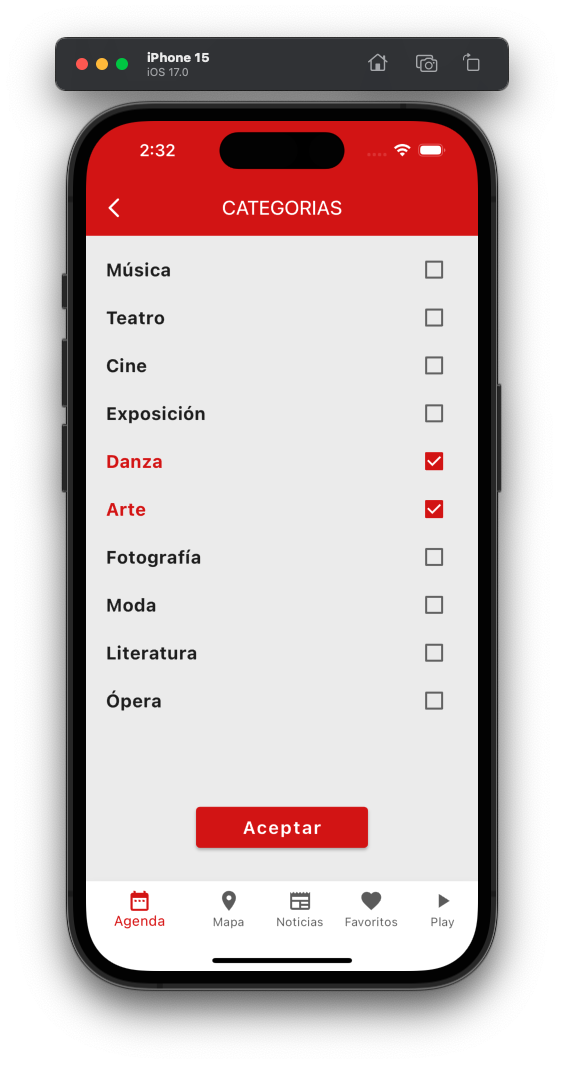 iPhone 15
iOS 17.0
2:32
CATEGORIAS
Música
Teatro
Cine
Exposición
Danza
Arte
Fotografía
Moda
Literatura
Ópera
Aceptar
Agenda Mapa Noticias Favoritos Play